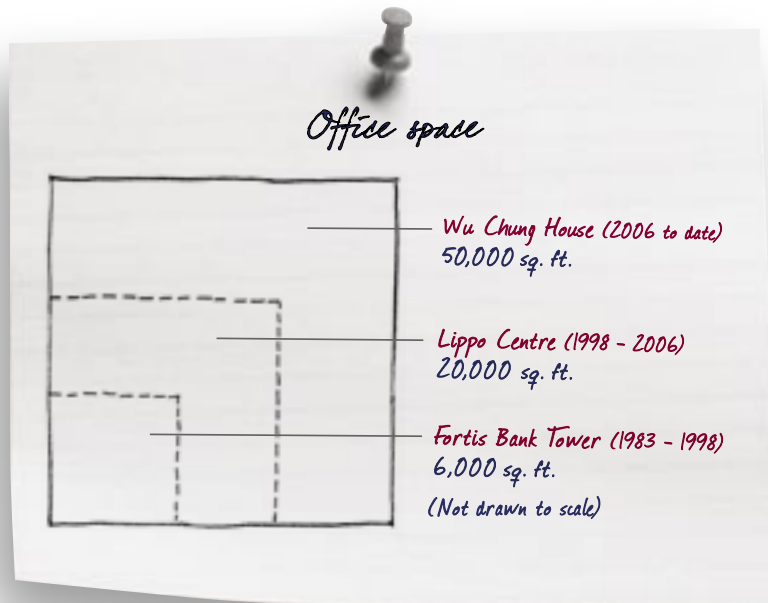 Office space
Wu Chung House (2006 to date)
50,000 sq. ft.
Lippo Centre (1998 - 2006)
20,000 sq. ft.
Fortis Bank Tower (1983 - 1998)
6,000 sq. ft.
(Not drawn to scale)